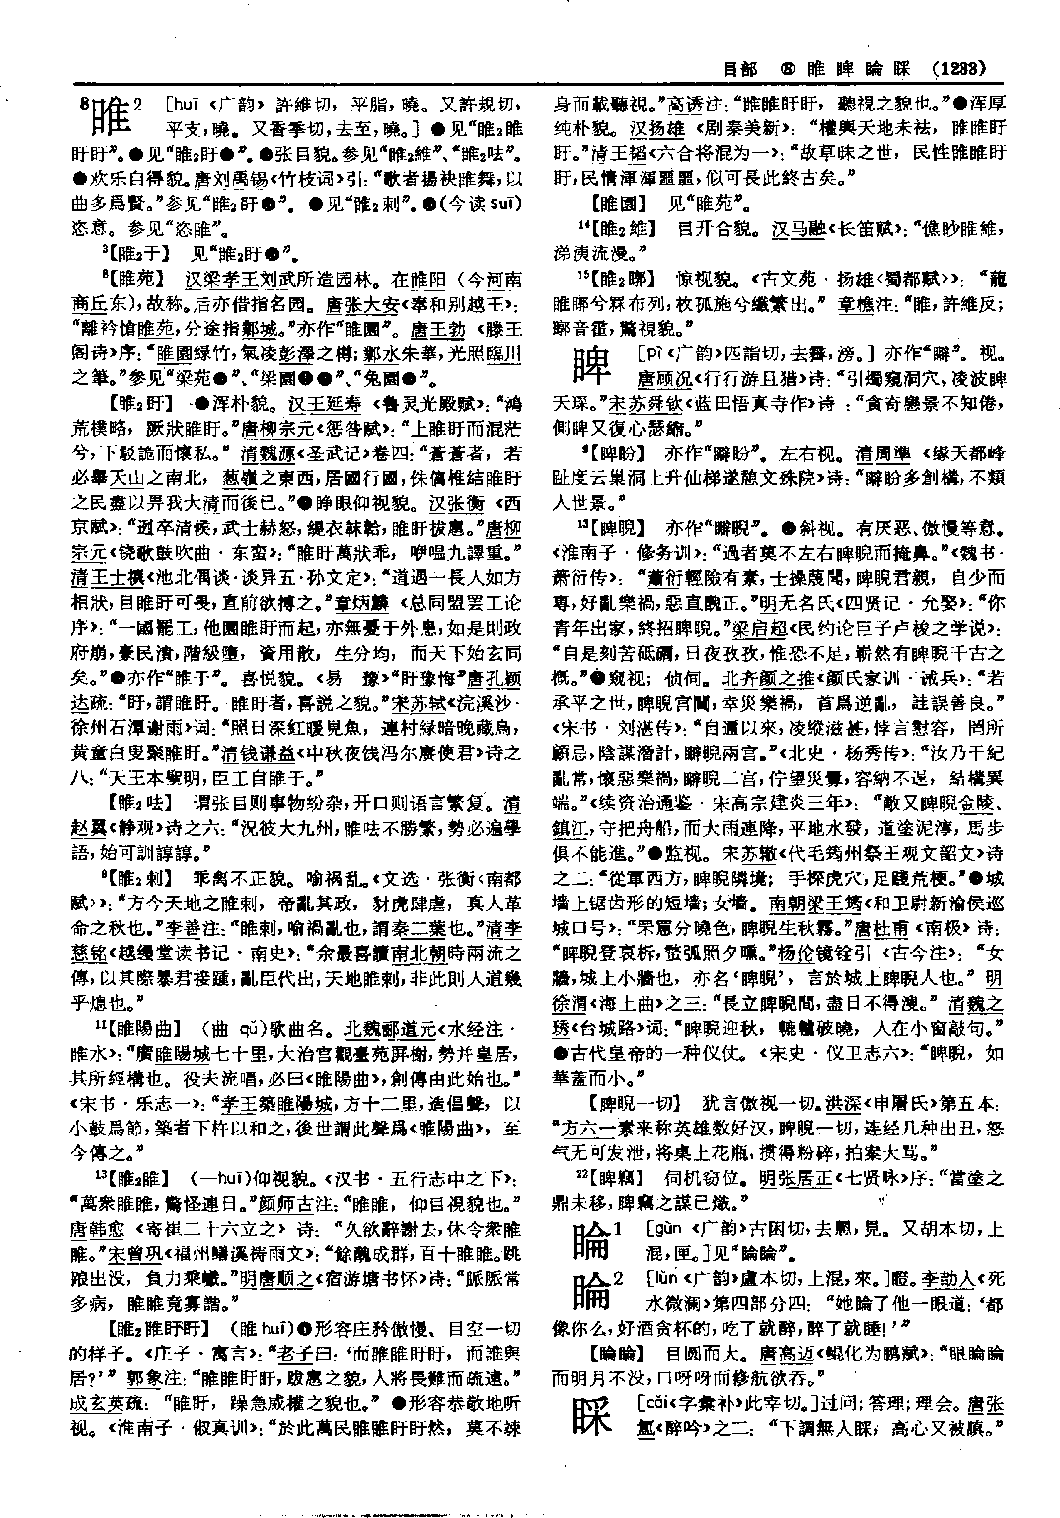 目部 ⑧ 睢 睥 睔 睬 (1233)
8睢2 [huī《广韵》許維切，平脂，曉。又許規切，
平支，曉。又香季切，去至，曉。] ●见“睢2睢
盱盱”。●见“睢2盱●”。●张目貌。参见“睢2維”、“睢2呿”。
●欢乐自得貌。唐刘禹锡《竹枝词》引：“歌者揚袂睢舞，以
曲多爲賢。”参见“睢2盱●”。 ●见“睢2剌”。●(今读suī)
恣意。参见“恣睢”。
3【睢2于】 见“睢2盱●”。
8【睢苑】 汉梁孝王刘武所造园林。在睢阳（今河南
商丘东)，故称。后亦借指名园。唐张大安《奉和别越王》：
“離衿愴睢苑，分途指鄴城。”亦作“睢園”。唐王勃《滕王
阁诗》序：“睢園绿竹，氣凌彭澤之樽；鄴水朱華，光照臨川
之筆。”参见“梁苑●”、“梁園●●”、“兔園●”。
【睢2盱】 ●浑朴貌。汉王延寿《鲁灵光殿赋》：“鴻
荒樸略，厥狀睢盱。”唐柳宗元《惩咎赋》：“上睢盱而混茫
兮，下駁詭而懷私。”清魏源《圣武记》卷四：“蒼蒼者，若
必舉天山之南北，葱嶺之東西，居國行國，侏儷椎結睢盱
之民盡以畀我大清而後已。”●睁眼仰视貌。汉张衡《西
京赋》：“迾卒清候，武士赫怒，緹衣韎韐，睢盱拔扈。”唐柳
宗元《铙歌鼓吹曲·东蛮》：“睢盱萬狀乖，咿嗢九譯重。”
清王士禛《池北偶谈·谈异五·孙文定》：“道遇一長人如方
相狀，目睢盱可畏，直前欲搏之。”章炳麟《总同盟罢工论
序》：“一國罷工，他國睢盱而起，亦無憂于外患，如是則政
府崩，豪民潰，階級墮，資用散，生分均，而天下始玄同
矣。”●亦作“睢于”。喜悦貌。《易·豫》“盱豫悔”唐孔颖
达疏：“盱，謂睢盱。睢盱者，喜説之貌。”宋苏轼《浣溪沙·
徐州石潭谢雨》词：“照日深紅暖見魚，連村緑暗晚藏烏，
黄童白叟聚睢盱。”清钱谦益《中秋夜饯冯尔赓使君》诗之
八：“天王本聖明，臣工自睢于。”
【睢2呿】 谓张目则事物纷杂，开口则语言繁复。清
赵翼《静观》诗之六：“况彼大九州，睢呿不勝繁，勢必遍學
語，始可訓諄諄。”
9【睢2剌】 乖离不正貌。喻祸乱。《文选·张衡〈南都
赋〉》：“方今天地之睢剌，帝亂其政，豺虎肆虐，真人革
命之秋也。”李善注：“睢剌，喻禍亂也，謂秦二葉也。”清李
慈铭《越缦堂读书记·南史》：“余最喜讀南北朝時兩流之
傳，以其際暴君接踵，亂臣代出，天地睢剌，非此則人道幾
乎熄也。”
11【睢陽曲】 (曲 qǔ)歌曲名。北魏郦道元《水经注·
睢水》：“廣睢陽城七十里，大治宫觀臺苑屏榭，勢并皇居，
其所經構也。役夫流唱，必曰《睢陽曲》，創傳由此始也。”
《宋书·乐志一》：“孝王築睢陽城，方十二里，造倡聲，以
小鼓爲節，築者下杵以和之，後世謂此聲爲《睢陽曲》，至
今傳之。”
13【睢2睢】 (—huī)仰视貌。《汉书·五行志中之下》：
“萬衆睢睢，驚怪連日。”颜师古注：“睢睢，仰目視貌也。”
唐韩愈《寄崔二十六立之》诗：“久欲辭謝去，休令衆睢
睢。”宋曾巩《福州鳝溪祷雨文》：“餘醜成群，百十睢睢。跳
踉出没，負力乘巇。”明唐顺之《宿游塘书怀》诗：“脈脈常
多病，睢睢竟寡諧。”
【睢2睢盱盱】 (睢 huī)❶形容庄矜傲慢、目空一切
的样子。《庄子·寓言》：“老子曰：‘而睢睢盱盱，而誰與
居？’”郭象注：“睢睢盱盱，跋扈之貌，人將畏難而疏遠。”
成玄英疏：“睢盱，躁急威權之貌也。” ●形容恭敬地听
视。《淮南子·俶真训》：“於此萬民睢睢盱盱然，莫不竦
身而載聽視。”高诱注：“睢睢盱盱，聽視之貌也。”●浑厚
纯朴貌。汉扬雄《剧秦美新》：“權輿天地未祛，睢睢盱
盱。”清王韬《六合将混为一》：“故草昧之世，民性睢睢盱
盱，民情渾渾噩噩，似可長此終古矣。”
【睢園】 见“睢苑”。
14【睢2維】 目开合貌。汉马融《长笛赋》：“僬眇睢維，
涕洟流漫。”
15【睢2䁨】 惊视貌。《古文苑·扬雄〈蜀都赋〉》：“龍
睢䁨兮罧布列，枚孤施兮纖繁出。”章樵注：“睢，許維反；
䁨音霍，驚視貌。”
睥 [pì《广韵》匹詣切，去霽，滂。] 亦作“睤”。视。
唐顾况《行行游且猎》诗：“引燭窺洞穴，凌波睥
天琛。”宋苏舜钦《蓝田悟真寺作》诗：“貪奇戀景不知倦，
側睥又復心瑟縮。”
9【睥盼】 亦作“睤盼”。左右视。清周準《缘天都峰
趾度云巢洞上升仙梯遂憩文殊院》诗：“睤盼多創構，不類
人世景。”
13【睥睨】 亦作“睤睨”。●斜视。有厌恶、傲慢等意。
《淮南子·修务训》：“過者莫不左右睥睨而掩鼻。”《魏书·
萧衍传》：“蕭衍輕險有素，士操蔑聞，睥睨君親，自少而
專，好亂樂禍，惡直醜正。”明无名氏《四贤记·允娶》：“你
青年出家，終招睥睨。”梁启超《民约论巨子卢梭之学说》：
“自是刻苦砥礪，日夜孜孜，惟恐不足，嶄然有睥睨千古之
慨。”●窥视；侦伺。北齐颜之推《颜氏家训·诫兵》：“若
承平之世，睥睨宫閫，幸災樂禍，首爲逆亂，詿誤善良。”
《宋书·刘湛传》：“自遁以來，凌縱滋甚，悖言懟容，罔所
顧忌，陰謀潛計，睤睨兩宫。”《北史·杨秀传》：“汝乃干紀
亂常，懷惡樂禍，睤睨二宫，佇望災釁，容納不逞，結構異
端。”《续资治通鉴·宋高宗建炎三年》：“敵又睥睨金陵、
鎮江，守把舟船，而大雨連降，平地水發，道塗泥濘，馬步
俱不能進。”●监视。宋苏辙《代毛筠州祭王观文韶文》诗
之二：“從軍西方，睥睨隣境；手探虎穴，足踐荒梗。”●城
墙上锯齿形的短墙；女墙。南朝梁王筠《和卫尉新渝侯巡
城口号》：“罘罳分曉色，睥睨生秋霧。”唐杜甫《南极》诗：
“睥睨登哀柝，蝥弧照夕曛。”杨伦镜铨引《古今注》：“女
牆，城上小牆也，亦名‘睥睨’，言於城上睥睨人也。”明
徐渭《海上曲》之三：“長立睥睨間，盡日不得溲。”清魏之
琇《台城路》词：“睥睨迎秋，轆轤破曉，人在小窗敲句。”
●古代皇帝的一种仪仗。《宋史·仪卫志六》：“睥睨，如
華蓋而小。”
【睥睨一切】 犹言傲视一切。洪深《申屠氏》第五本：
“方六一素来称英雄数好汉，睥睨一切，连经几种出丑，怒
气无可发泄，将桌上花瓶，掼得粉碎，拍案大骂。”
22【睥竊】 伺机窃位。明张居正《七贤咏》序：“當塗之
鼎未移，睥竊之謀已熾。”
睔1 [gùn《广韵》古困切，去慁，見。又胡本切，上
混，匣。]见“睔睔”。
睔2 [lùn《广韵》盧本切，上混，來。]瞪。李劼人《死
水微澜》第四部分四：“她睔了他一眼道：‘都
像你么，好酒贪杯的，吃了就醉，醉了就睡！’”
【睔睔】 目圆而大。唐高迈《鲲化为鹏赋》：“眼睔睔
而明月不没，口呀呀而修航欲吞。”
睬 [cǎi《字彙补》此宰切。]过问；答理；理会。唐张
氲《醉吟》之二：“下調無人睬，高心又被瞋。”